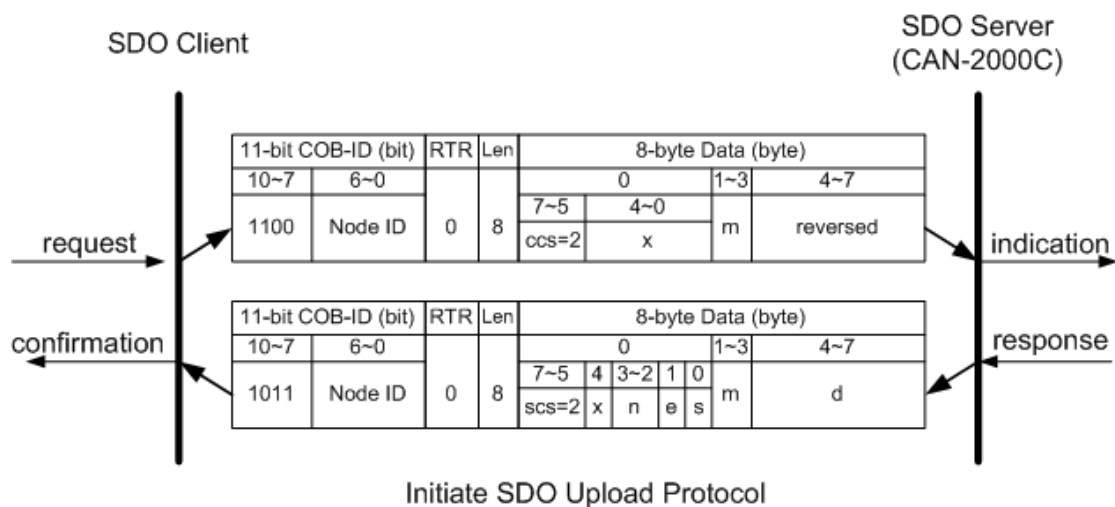 SDO Client
SDO Server
(CAN-2000C)
11-bit COB-ID (bit) RTR Len 8-byte Data (byte)
10~7 6~0 0 1~3 4~7
7~5 4~0
1100 Node ID 0 8 ccs=2 x m reversed
request
indication
11-bit COB-ID (bit) RTR Len 8-byte Data (byte)
10~7 6~0 0 1~3 4~7
confirmation
response
7~5 4 3~2 1 0
1011 Node ID 0 8 scs=2 x n e s m d
Initiate SDO Upload Protocol